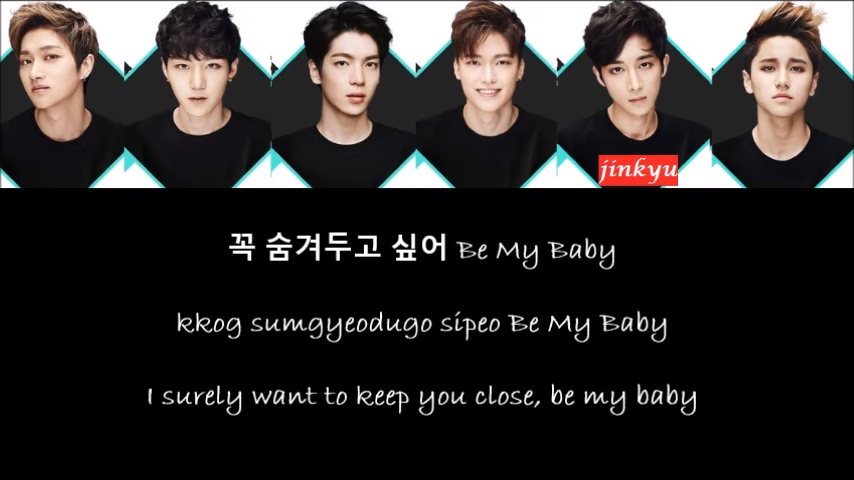 jinkyu
꼭 숨겨두고 싶어 Be My Baby
kkog sumgyeodugo sipeo Be My Baby
I surely want to keep you close, be my baby